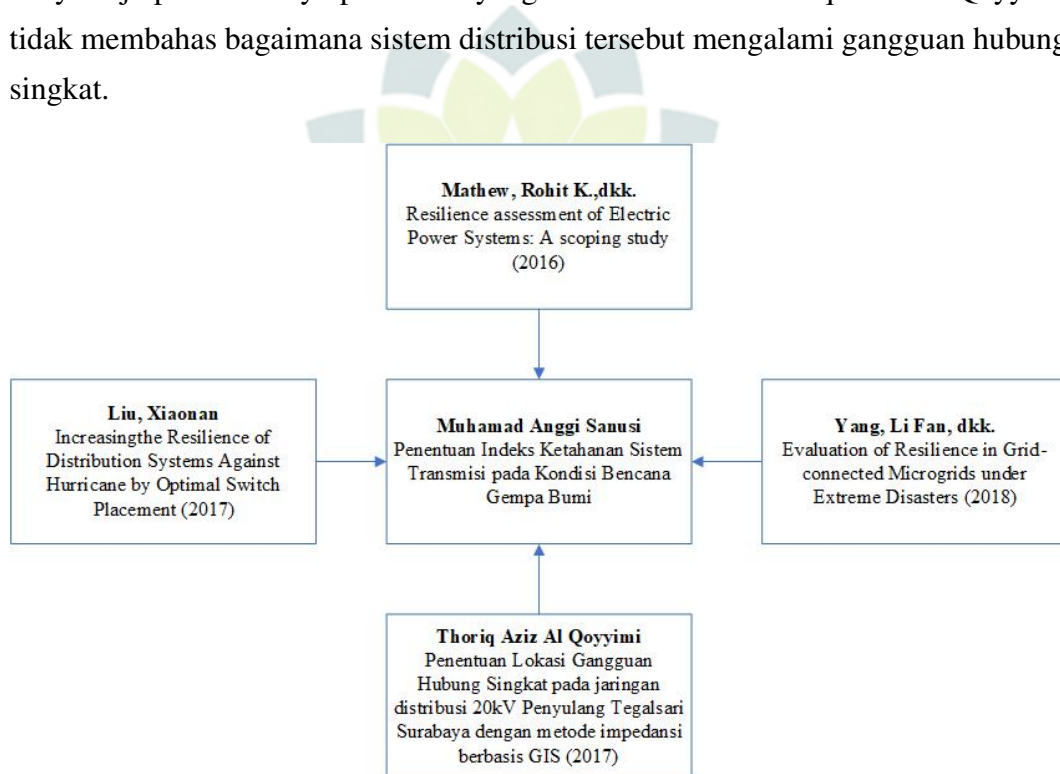 tidak membahas bagaimana sistem distribusi tersebut mengalami gangguan hubung
singkat.
Mathew, Rohit K.,dkk.
Resilience assessment of Electric
Power Systems: A scoping study
(2016)
Liu, Xiaonan
Increasingthe Resilience of
Distribution Systems Against
Hurricane by Optimal Switch
Placement (2017)
Muhamad Anggi Sanusi
Penentuan Indeks Ketahanan Sistem
Transmisi pada Kondisi Bencana
Gempa Bumi
Yang, Li Fan, dkk.
Evaluation of Resilience in Grid-
connected Microgrids under
Extreme Disasters (2018)
Thoriq Aziz Al Qoyyimi
Penentuan Lokasi Gangguan
Hubung Singkat pada jaringan
distribusi 20kV Penyulang Tegalsari
Surabaya dengan metode impedansi
berbasis GIS (2017)